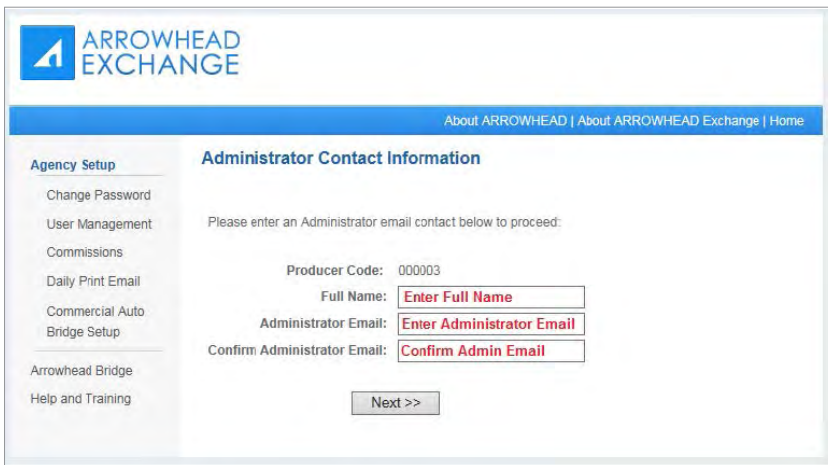 ARROWHEAD
EXCHANGE
About ARROWHEAD | About ARROWHEAD Exchange | Home
Agency Setup
Change Password
User Management
Commissions
Daily Print Email
Commercial Auto
Bridge Setup
Arrowhead Bridge
Help and Training
Administrator Contact Information
Please enter an Administrator email contact below to proceed:
Producer Code: 000003
Full Name: Enter Full Name
Administrator Email: Enter Administrator Email
Confirm Administrator Email: Confirm Admin Email
Next >>